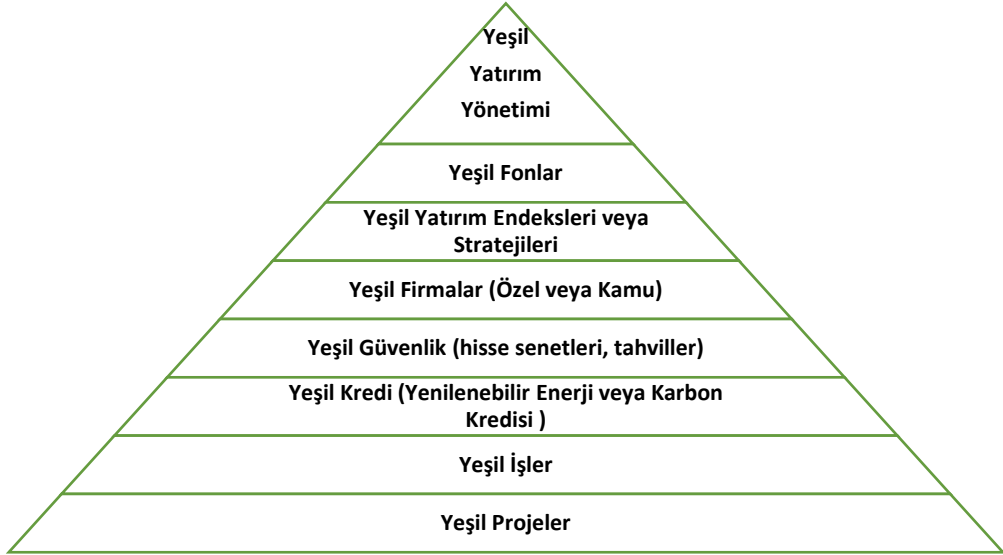 Yeşil
Yatırım
Yönetimi
Yeşil Fonlar
Yeşil Yatırım Endeksleri veya
Stratejileri
Yeşil Firmalar (Özel veya Kamu)
Yeşil Güvenlik (hisse senetleri, tahviller)
Yeşil Kredi (Yenilenebilir Enerji veya Karbon
Kredisi )
Yeşil İşler
Yeşil Projeler